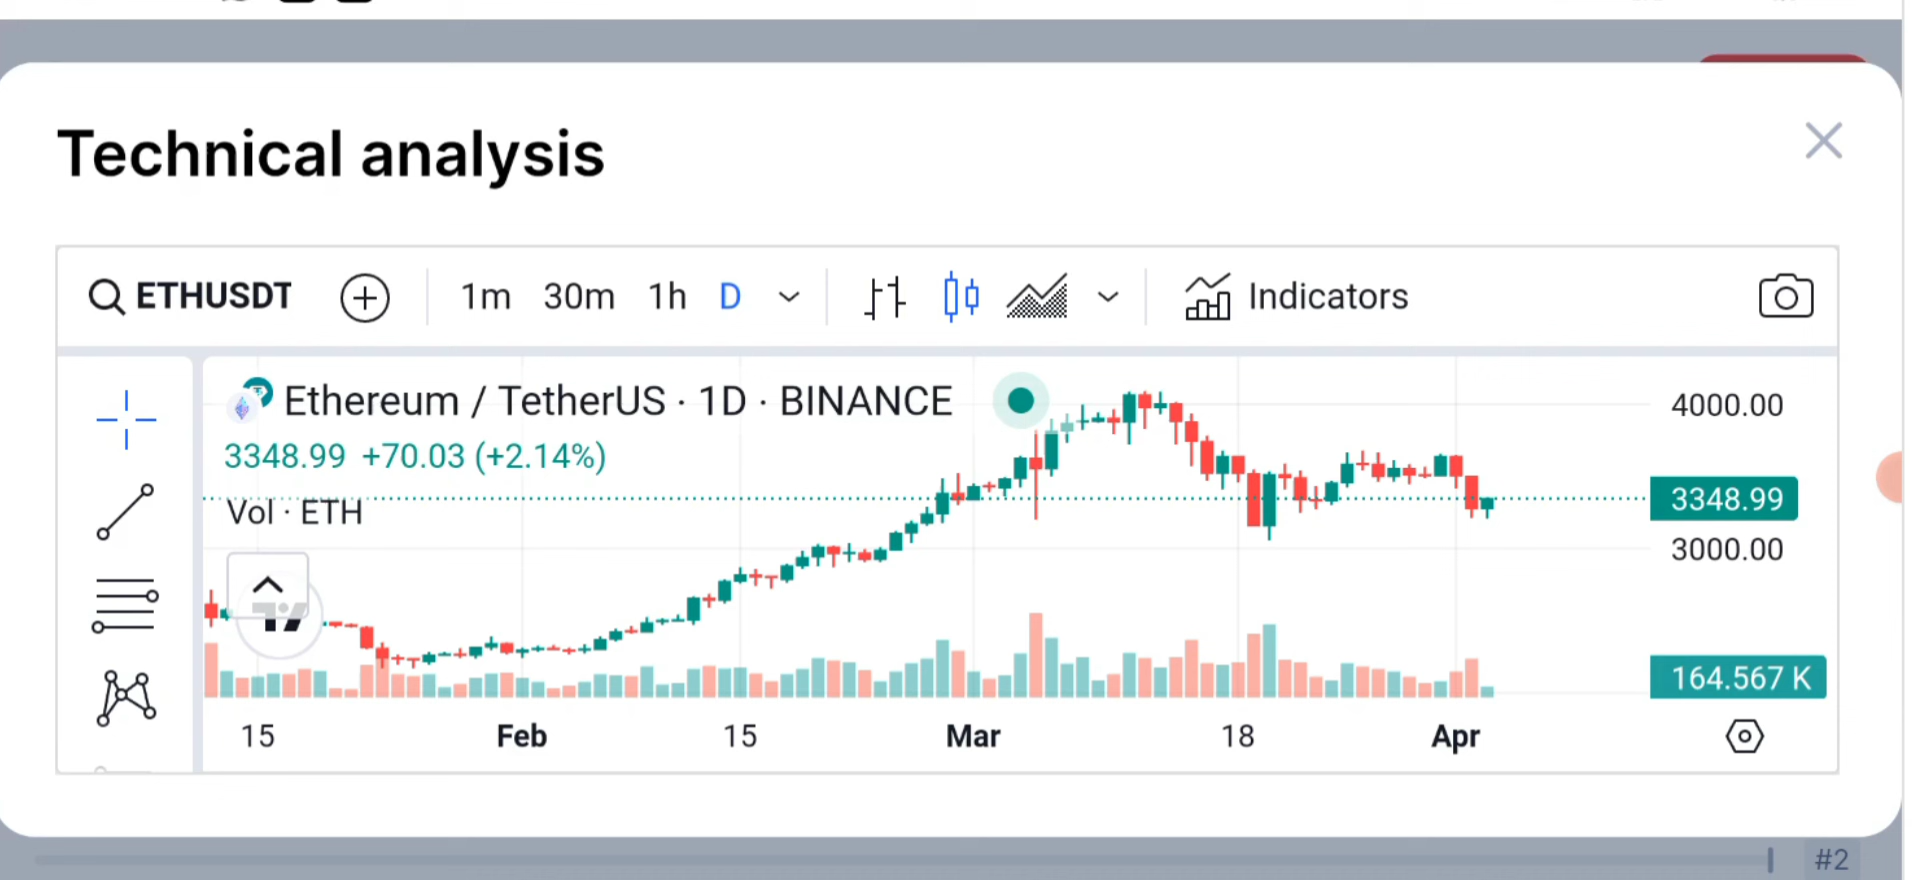 Technical analysis
ETHUSDT 1m 30m 1h D Indicators
Ethereum / TetherUS · 1D · BINANCE
3348.99 +70.03 (+2.14%)
Vol · ETH
4000.00
3348.99
3000.00
164.567 K
15 Feb 15 Mar 18 Apr
#2